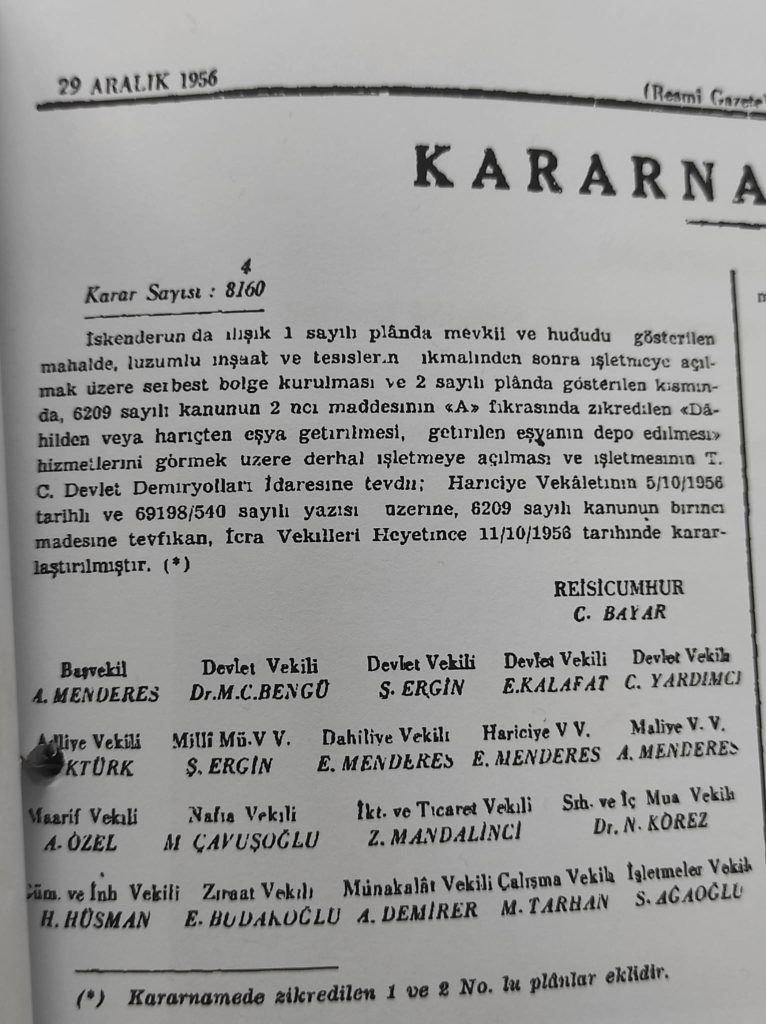 29 ARALIK 1956
(Resmî Gazete)
KARARNA
4
Karar Sayısı : 8160
İskenderun da ılışık 1 sayılı plânda mevkii ve hududu gösterilen
mahalde, luzumlu inşaat ve tesislerin ikmalinden sonra işletmeye açıl-
mak üzere serbest bolge kurulması ve 2 sayılı plânda gösterilen kısmın-
da, 6209 sayılı kanunun 2 nci maddesinin «A» fıkrasında zikredilen «Dâ-
hilden veya hariçten eşya getirilmesi, getirilen eşyanın depo edilmesi»
hizmetlerini görmek uzere derhal işletmeye açılması ve işletmesinin T.
C. Devlet Demiryolları İdaresine tevdii; Hariciye Vekâletinin 5/10/1956
tarihli ve 69198/540 sayılı yazısı üzerine, 6209 sayılı kanunun birinci
madesine tevfikan, İcra Vekilleri Heyetince 11/10/1956 tarihinde karar-
laştırılmıştır. (*)
REİSİCUMHUR
C. BAYAR
Başvekil Devlet Vekili Devlet Vekili Devlet Vekili Devlet Vekili
A. MENDERES Dr.M.C.BENGÜ Ş. ERGİN E.KALAFAT C. YARDIMCI
Adliye Vekili Millî Mü.V V. Dahiliye Vekili Hariciye V V. Maliye V. V.
KTÜRK Ş. ERGİN E. MENDERES E. MENDERES A. MENDERES
Maarif Vekili Nafıa Vekili İkt. ve Ticaret Vekili Sıh. ve İç Mua Vekili
A. ÖZEL M ÇAVUŞOĞLU Z. MANDALİNCİ Dr. N. KÖREZ
Güm. ve İnh Vekili Ziraat Vekili Münakalât Vekili Çalışma Vekili İşletmeler Vekili
H. HÜSMAN E. BUDAKOĞLU A. DEMİRER M. TARHAN S. AĞAOĞLU
(*) Kararnamede zikredilen 1 ve 2 No. lu plânlar eklidir.